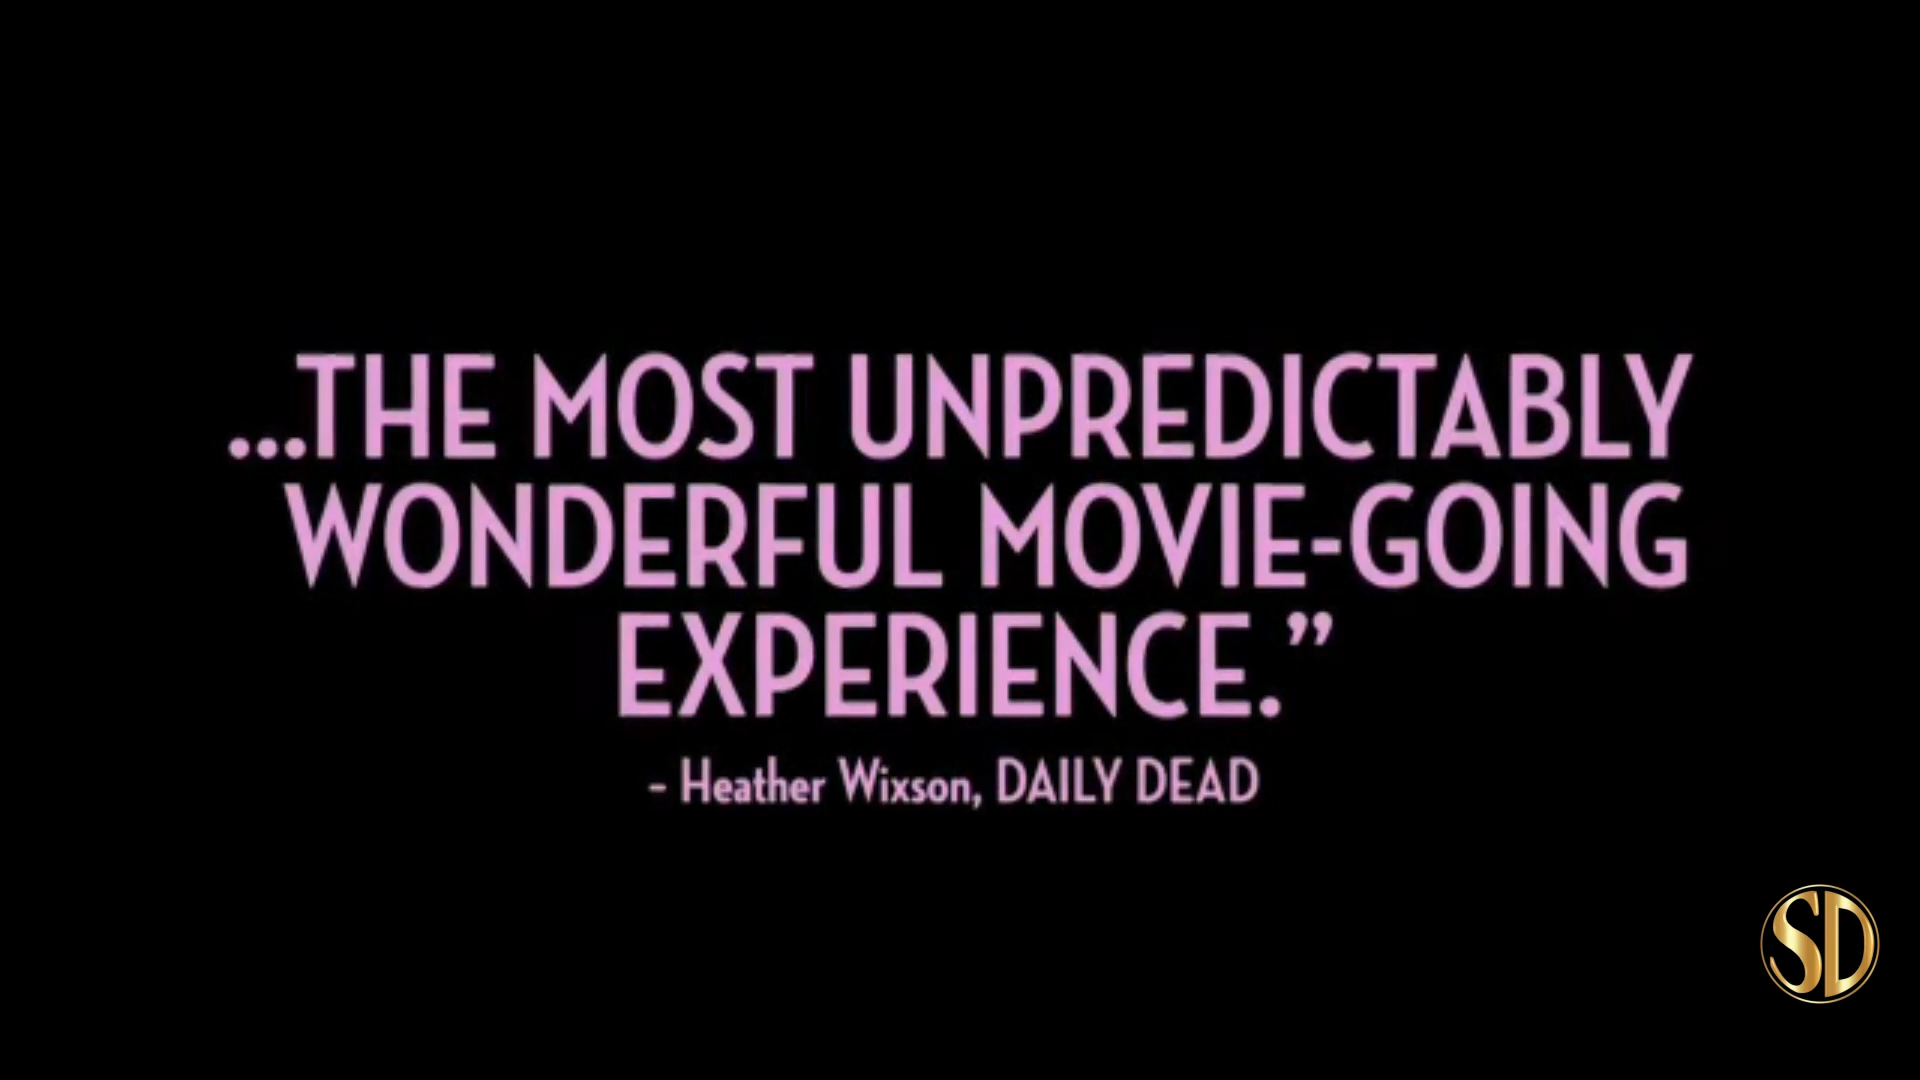 ...THE MOST UNPREDICTABLY
WONDERFUL MOVIE-GOING
EXPERIENCE.”
- Heather Wixson, DAILY DEAD
SD